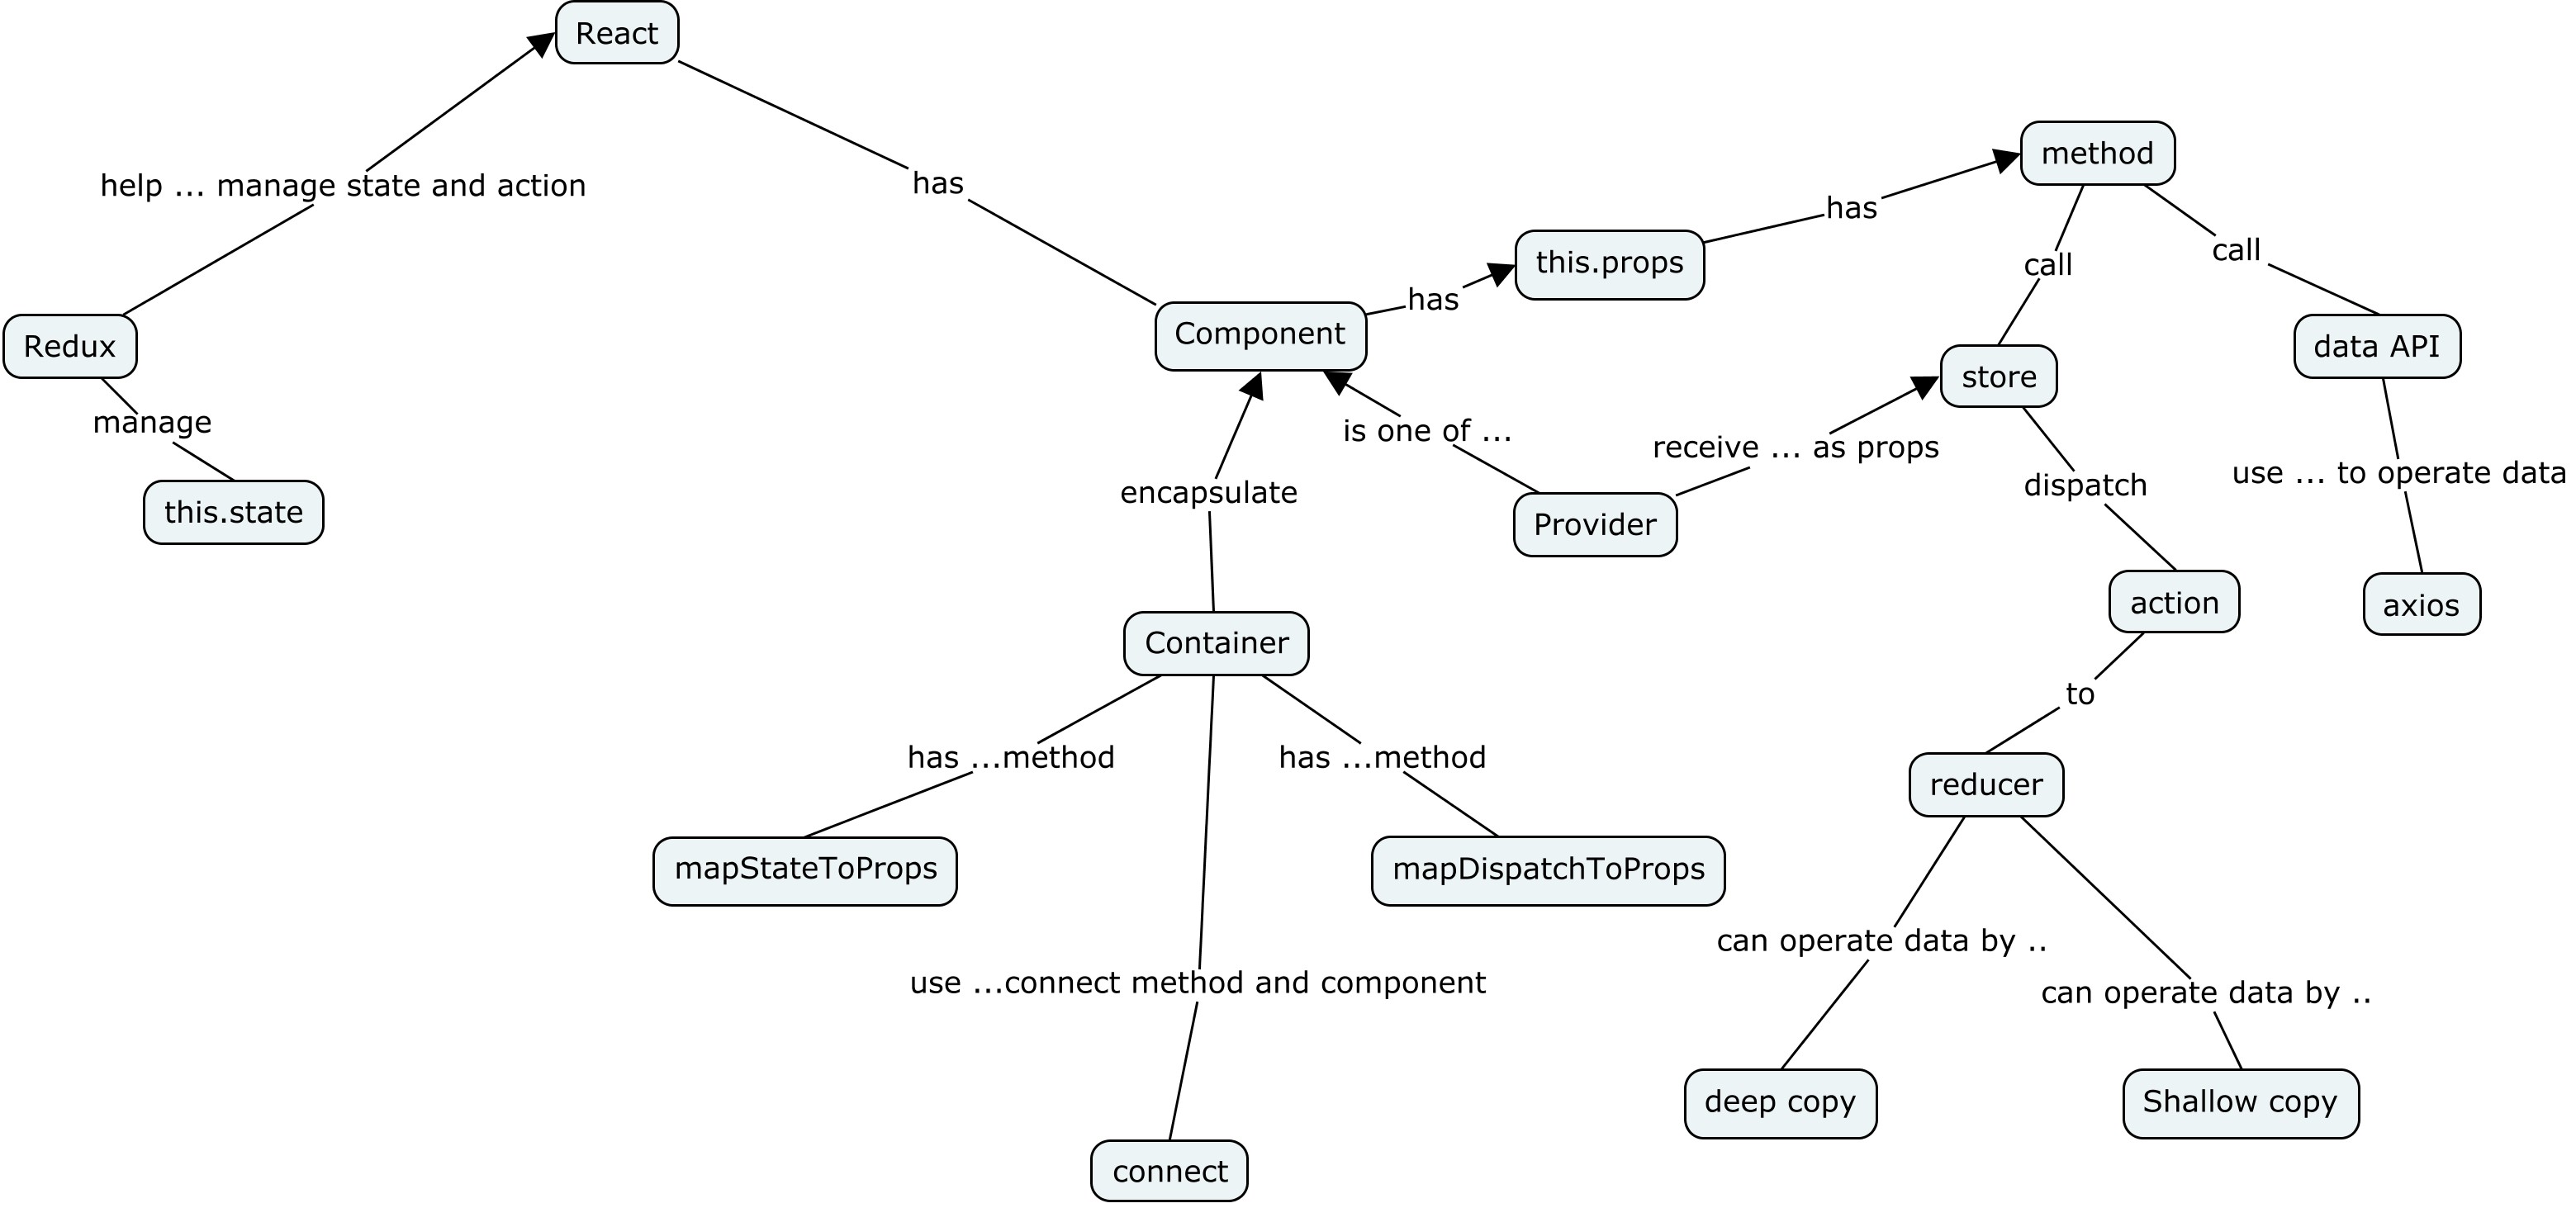 React
method
help ... manage state and action
has
has
call
call
this.props
has
Component
Redux
data API
store
manage
is one of ...
receive ... as props
use ... to operate data
encapsulate
dispatch
this.state
Provider
action
axios
Container
to
has ...method
has ...method
reducer
mapStateToProps
mapDispatchToProps
can operate data by ..
use ...connect method and component
can operate data by ..
deep copy
Shallow copy
connect